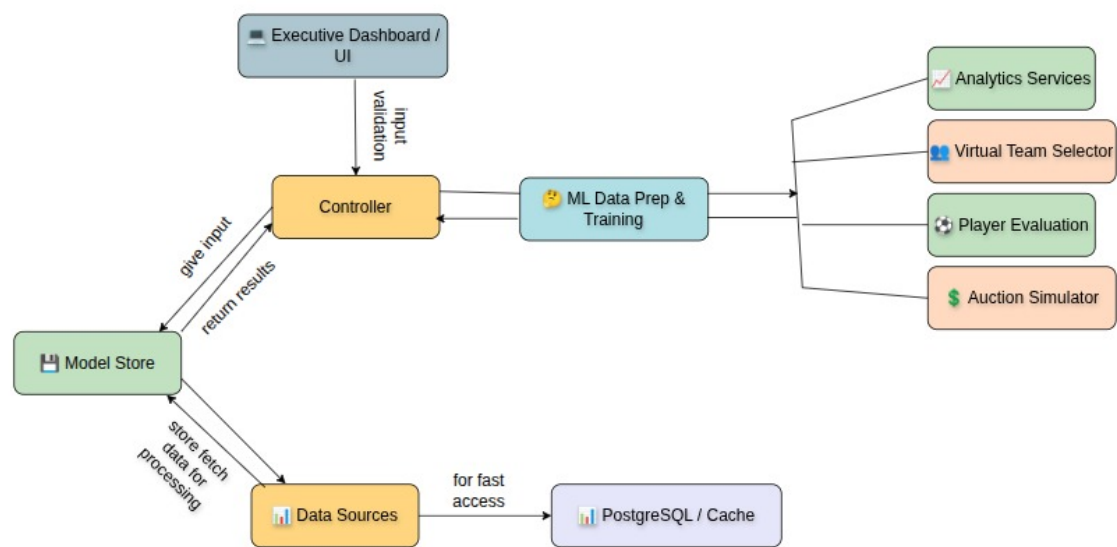 💻 Executive Dashboard /
UI
input
validation
📈 Analytics Services
👥 Virtual Team Selector
Controller
🤔 ML Data Prep &
Training
⚽ Player Evaluation
💲 Auction Simulator
give input
return results
💾 Model Store
store fetch
data for
processing
📊 Data Sources
for fast
access
📊 PostgreSQL / Cache